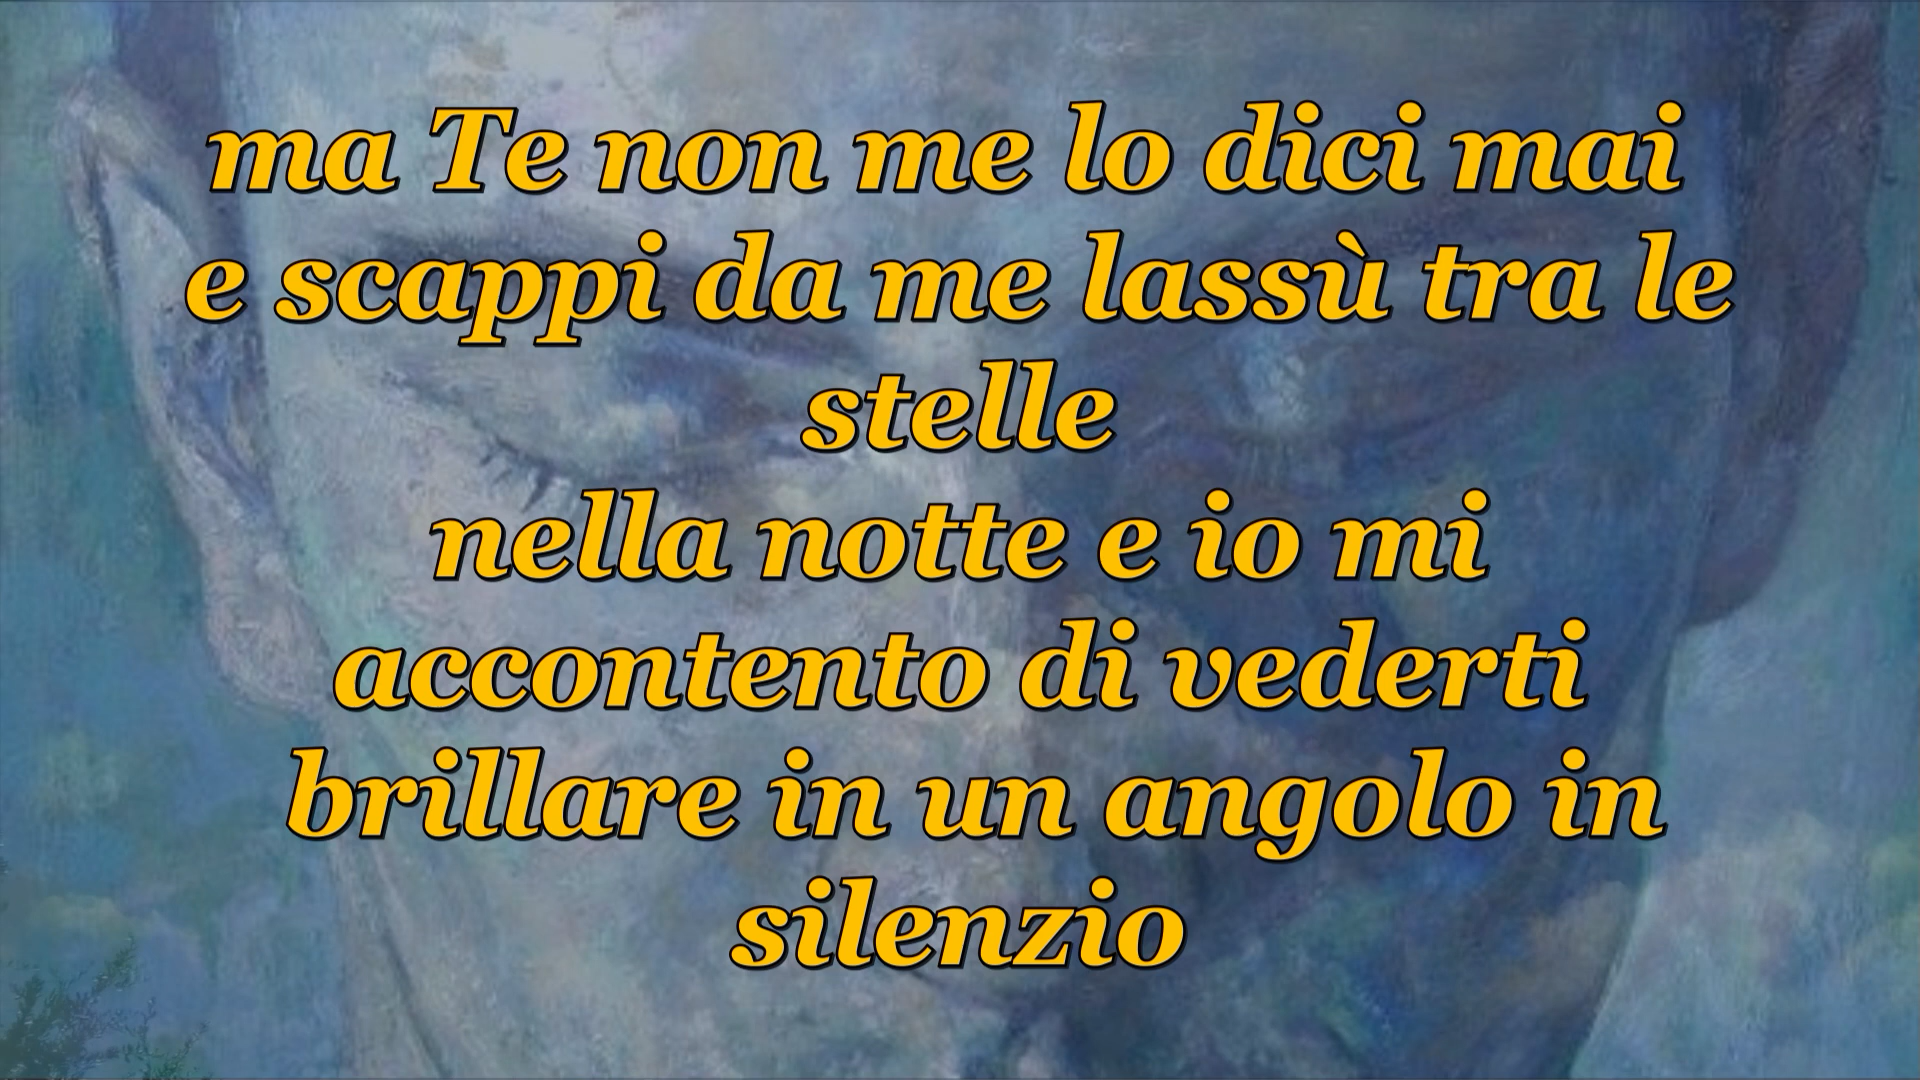 ma Te non me lo dici mai
e scappi da me lassù tra le
stelle
nella notte e io mi
accontento di vederti
brillare in un angolo in
silenzio